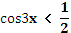 cos3x < 1/2